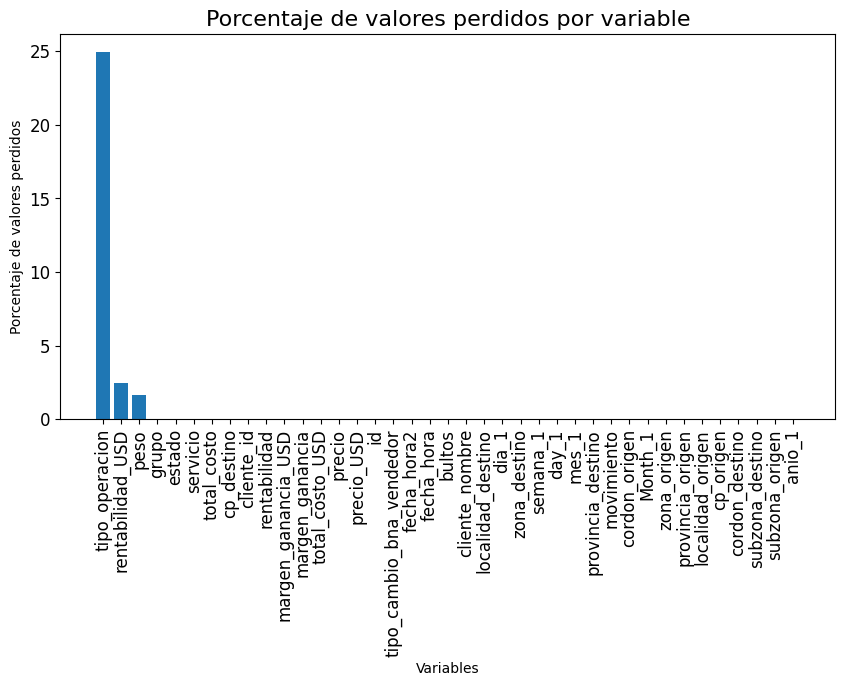 Porcentaje de valores perdidos por variable
Porcentaje de valores perdidos
25
20
15
10
5
0
tipo_operacion
rentabilidad_USD
peso
grupo
estado
servicio
total_costo
cp_destino
cliente_id
rentabilidad
margen_ganancia_USD
margen_ganancia
total_costo_USD
precio
precio_USD
id
tipo_cambio_bna_vendedor
fecha_hora2
fecha_hora
bultos
cliente_nombre
localidad_destino
dia_1
zona_destino
semana_1
day_1
mes_1
provincia_destino
movimiento
cordon_origen
Month_1
zona_origen
provincia_origen
localidad_origen
cp_origen
cordon_destino
subzona_destino
subzona_origen
anio_1
Variables